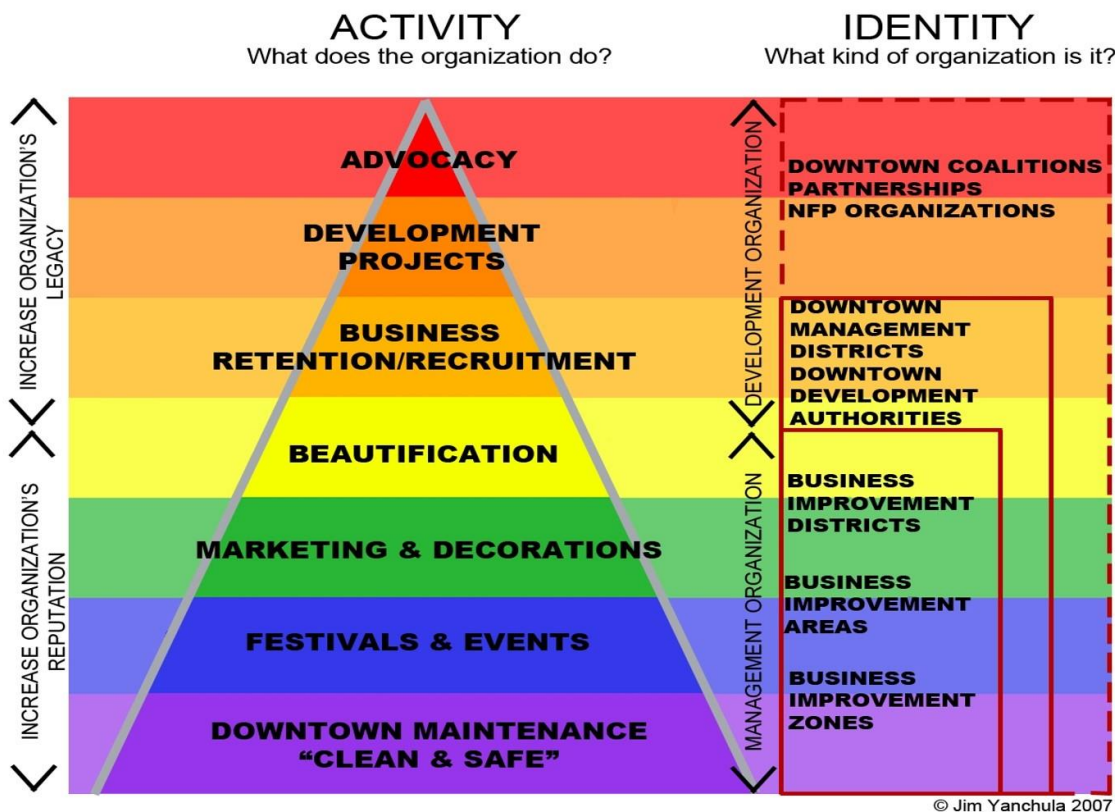 ACTIVITY
What does the organization do?
IDENTITY
What kind of organization is it?
INCREASE ORGANIZATION'S
LEGACY
INCREASE ORGANIZATION'S
REPUTATION
ADVOCACY
DEVELOPMENT
PROJECTS
BUSINESS
RETENTION/RECRUITMENT
BEAUTIFICATION
MARKETING & DECORATIONS
FESTIVALS & EVENTS
DOWNTOWN MAINTENANCE
“CLEAN & SAFE”
DEVELOPMENT ORGANIZATION
MANAGEMENT ORGANIZATION
DOWNTOWN COALITIONS
PARTNERSHIPS
NFP ORGANIZATIONS
DOWNTOWN
MANAGEMENT
DISTRICTS
DOWNTOWN
DEVELOPMENT
AUTHORITIES
BUSINESS
IMPROVEMENT
DISTRICTS
BUSINESS
IMPROVEMENT
AREAS
BUSINESS
IMPROVEMENT
ZONES
© Jim Yanchula 2007